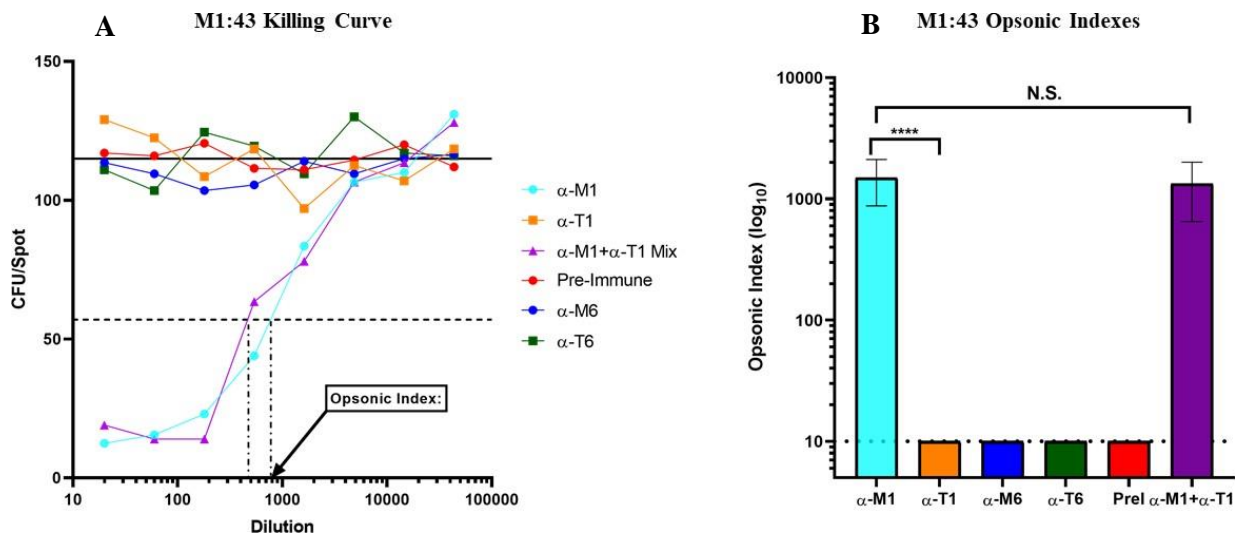 A
M1:43 Killing Curve
CFU/Spot
150
100
50
0
10
100
1000
10000
100000
Dilution
Opsonic Index:
α-M1
α-T1
α-M1+α-T1 Mix
Pre-Immune
α-M6
α-T6
B
M1:43 Opsonic Indexes
Opsonic Index (log10)
10000
1000
100
10
N.S.
****
α-M1
α-T1
α-M6
α-T6
PreI
α-M1+α-T1